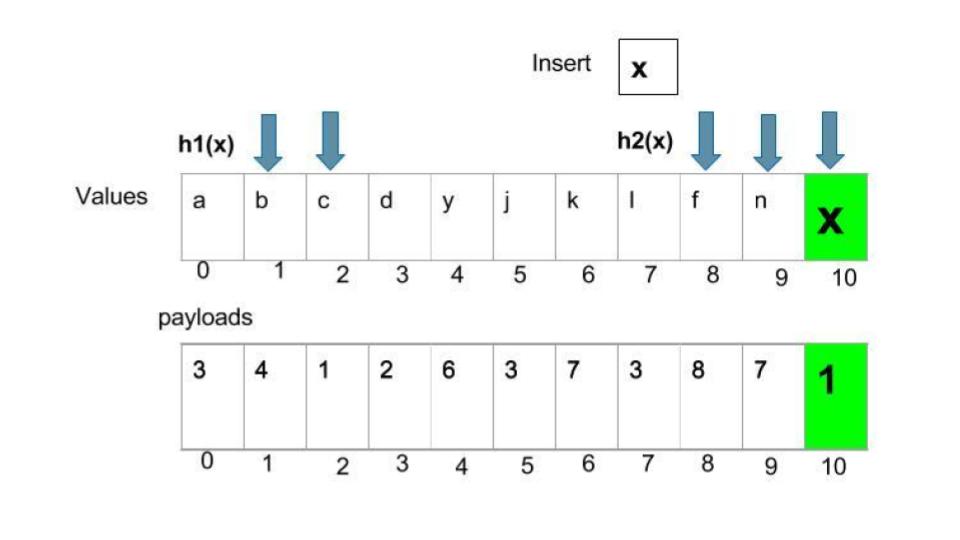 Insert x
h1(x) h2(x)
Values a b c d y j k l f n x
0 1 2 3 4 5 6 7 8 9 10
payloads
3 4 1 2 6 3 7 3 8 7 1
0 1 2 3 4 5 6 7 8 9 10